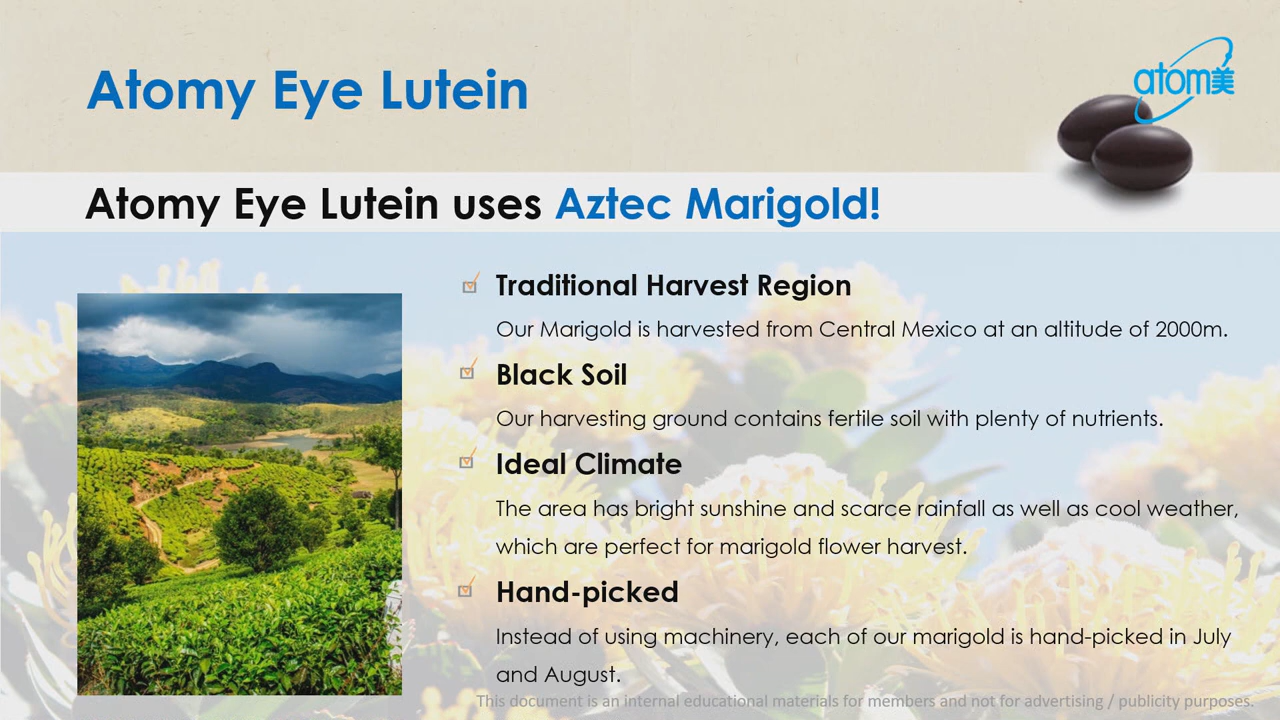 Atomy Eye Lutein
atom美
Atomy Eye Lutein uses Aztec Marigold!
Traditional Harvest Region
Our Marigold is harvested from Central Mexico at an altitude of 2000m.
Black Soil
Our harvesting ground contains fertile soil with plenty of nutrients.
Ideal Climate
The area has bright sunshine and scarce rainfall as well as cool weather,
which are perfect for marigold flower harvest.
Hand-picked
Instead of using machinery, each of our marigold is hand-picked in July
and August.
This document is an internal educational materials for members and not for advertising / publicity purposes.